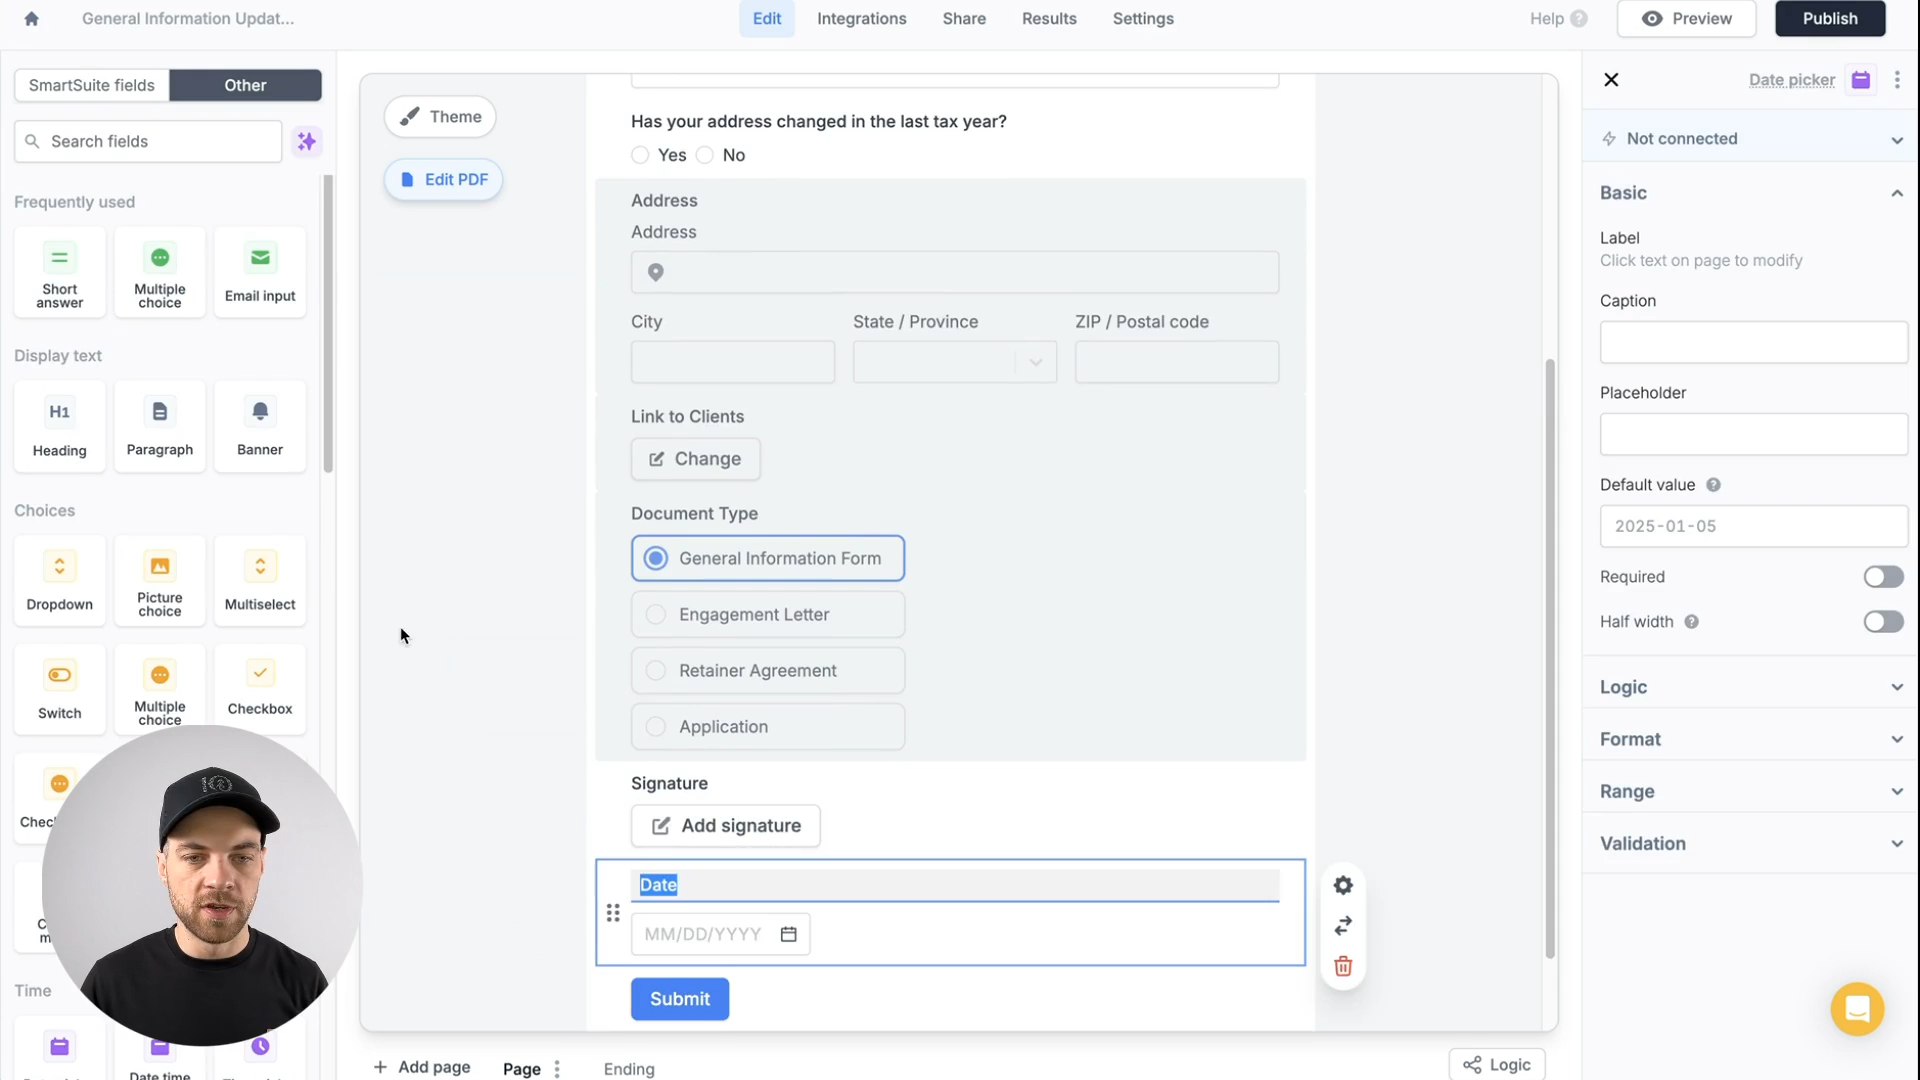 General Information Updat...
Edit
Integrations
Share
Results
Settings
Help
Preview
Publish
SmartSuite fields
Other
Search fields
Frequently used
Short
answer
Multiple
choice
Email input
Display text
H1
Heading
Paragraph
Banner
Choices
Dropdown
Picture
choice
Multiselect
Switch
Multiple
choice
Checkbox
Time
Date time
Theme
Edit PDF
Has your address changed in the last tax year?
Yes
No
Address
Address
City
State / Province
ZIP / Postal code
Link to Clients
Change
Document Type
General Information Form
Engagement Letter
Retainer Agreement
Application
Signature
Add signature
Date
MM/DD/YYYY
Submit
Add page
Page
Ending
Logic
Date picker
Not connected
Basic
Label
Click text on page to modify
Caption
Placeholder
Default value
2025-01-05
Required
Half width
Logic
Format
Range
Validation